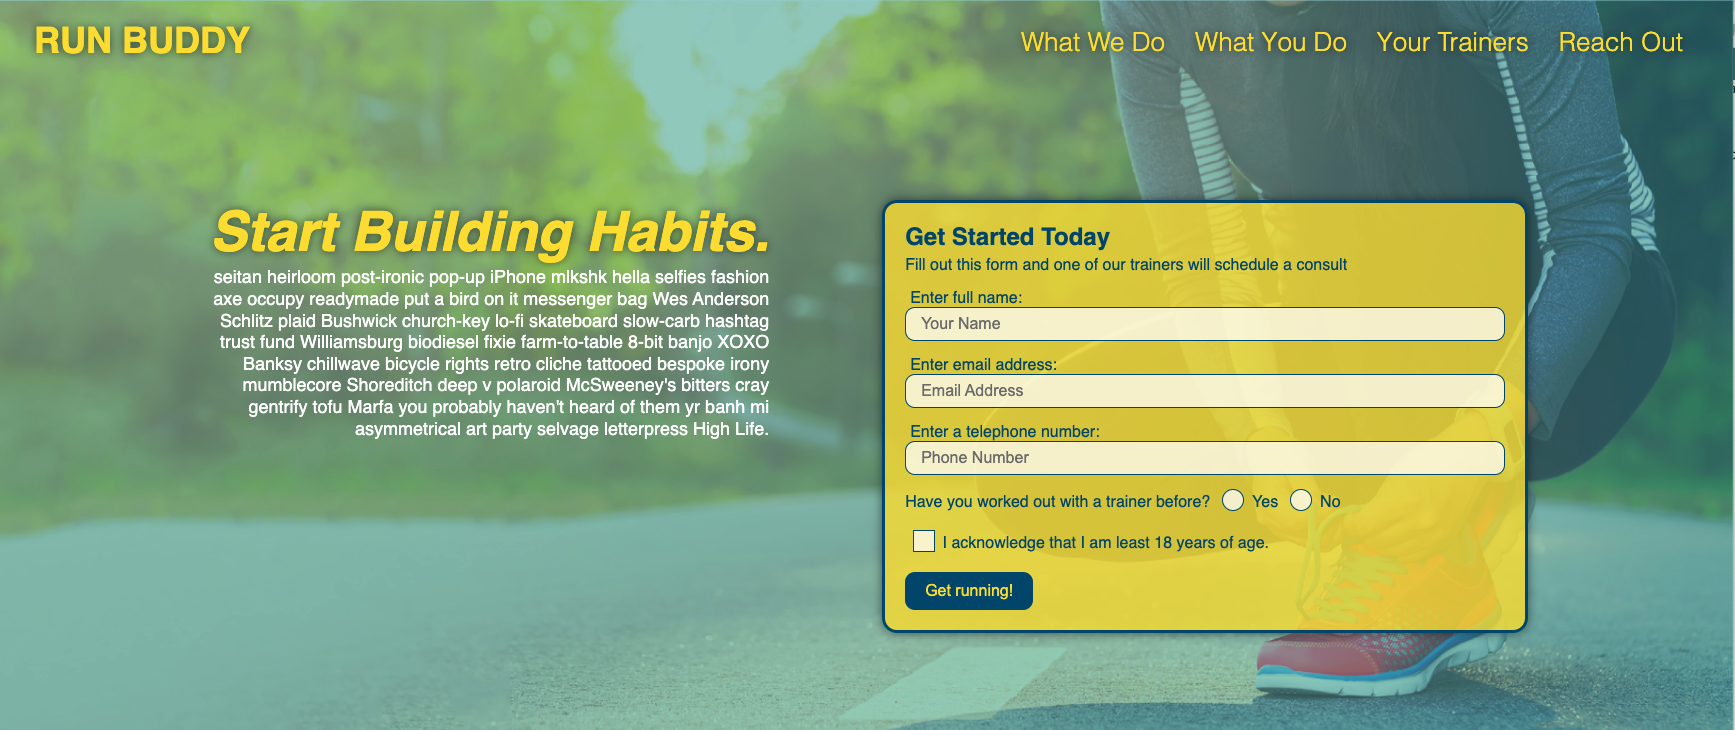 RUN BUDDY
What We Do What You Do Your Trainers Reach Out
Start Building Habits.
seitan heirloom post-ironic pop-up iPhone mlkshk hella selfies fashion
axe occupy readymade put a bird on it messenger bag Wes Anderson
Schlitz plaid Bushwick church-key lo-fi skateboard slow-carb hashtag
trust fund Williamsburg biodiesel fixie farm-to-table 8-bit banjo XOXO
Banksy chillwave bicycle rights retro cliche tattooed bespoke irony
mumblecore Shoreditch deep v polaroid McSweeney's bitters cray
gentrify tofu Marfa you probably haven't heard of them yr banh mi
asymmetrical art party selvage letterpress High Life.
Get Started Today
Fill out this form and one of our trainers will schedule a consult
Enter full name:
Your Name
Enter email address:
Email Address
Enter a telephone number:
Phone Number
Have you worked out with a trainer before? Yes No
I acknowledge that I am least 18 years of age.
Get running!